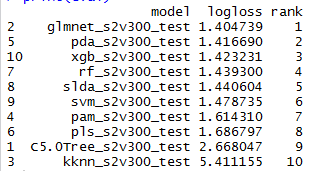 model logloss rank
2 glmnet_s2v300_test 1.404739 1
5 pda_s2v300_test 1.416690 2
10 xgb_s2v300_test 1.423231 3
7 rf_s2v300_test 1.439300 4
8 slda_s2v300_test 1.440604 5
9 svm_s2v300_test 1.478735 6
4 pam_s2v300_test 1.614310 7
6 pls_s2v300_test 1.686797 8
1 C5.0Tree_s2v300_test 2.668047 9
3 kknn_s2v300_test 5.411155 10